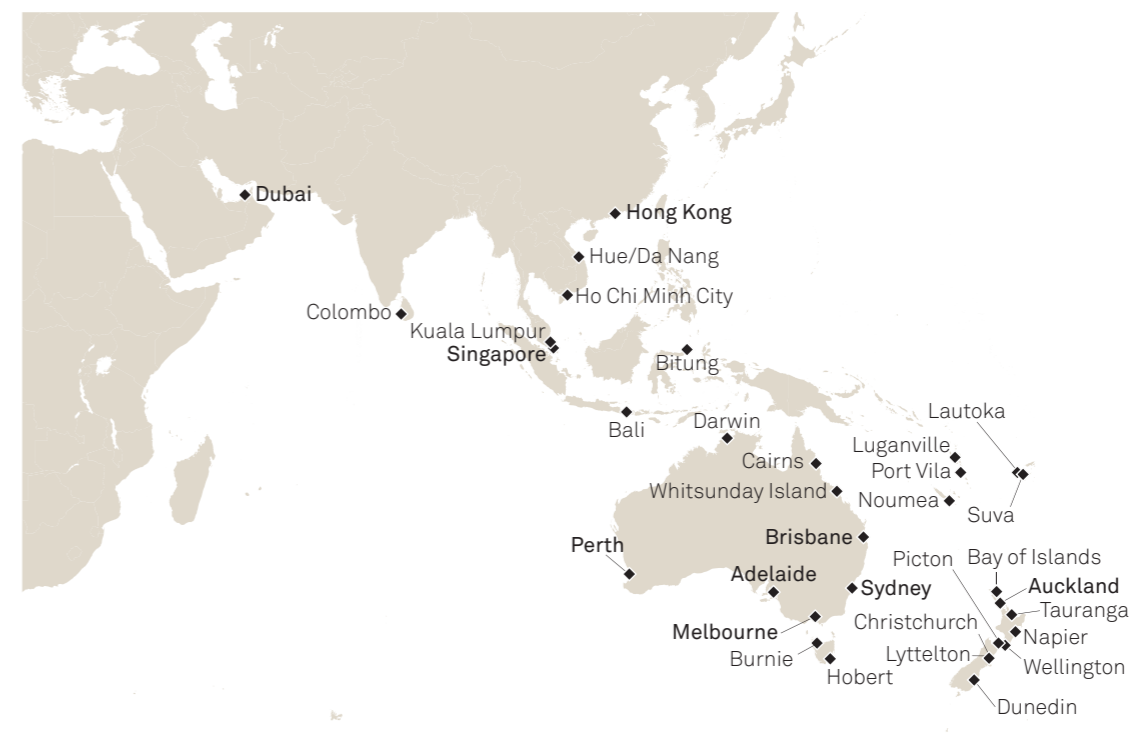 Dubai
Hong Kong
Hue/Da Nang
Ho Chi Minh City
Colombo
Kuala Lumpur
Singapore
Bitung
Lautoka
Bali
Darwin
Luganville
Cairns
Port Vila
Whitsunday Island
Noumea
Suva
Brisbane
Perth
Picton
Bay of Islands
Adelaide
Sydney
Auckland
Tauranga
Christchurch
Melbourne
Napier
Burnie
Lyttelton
Wellington
Hobert
Dunedin